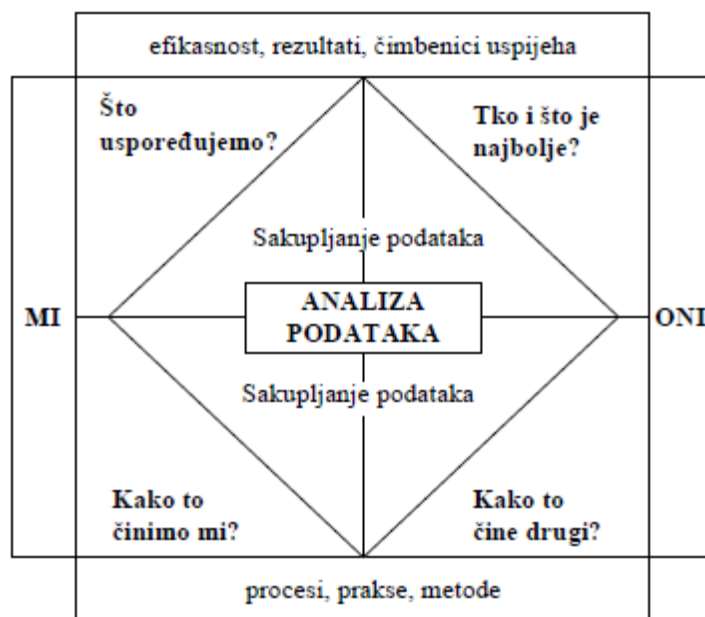 efikasnost, rezultati, čimbenici uspijeha
Što
uspoređujemo?
Tko i što je
najbolje?
Sakupljanje podataka
MI
ANALIZA
PODATAKA
ONI
Sakupljanje podataka
Kako to
činimo mi?
Kako to
čine drugi?
procesi, prakse, metode